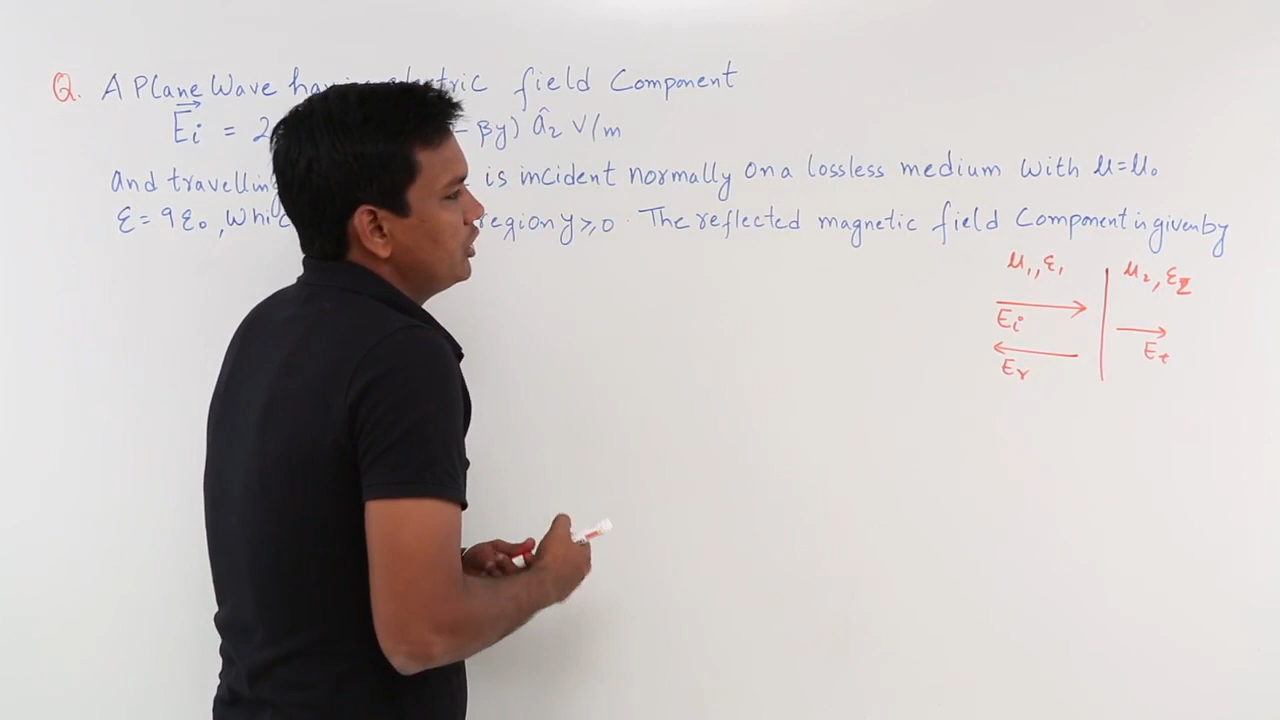 Q. A Plane Wave electric field Component
Ei = 2 - βy) â2 V/m
and travelling is incident normally on a lossless medium with μ=μ0
ε=9ε0, region y≥0. The reflected magnetic field Component is given by
μ1, ε1 μ2, ε2
Ei
Et
Er